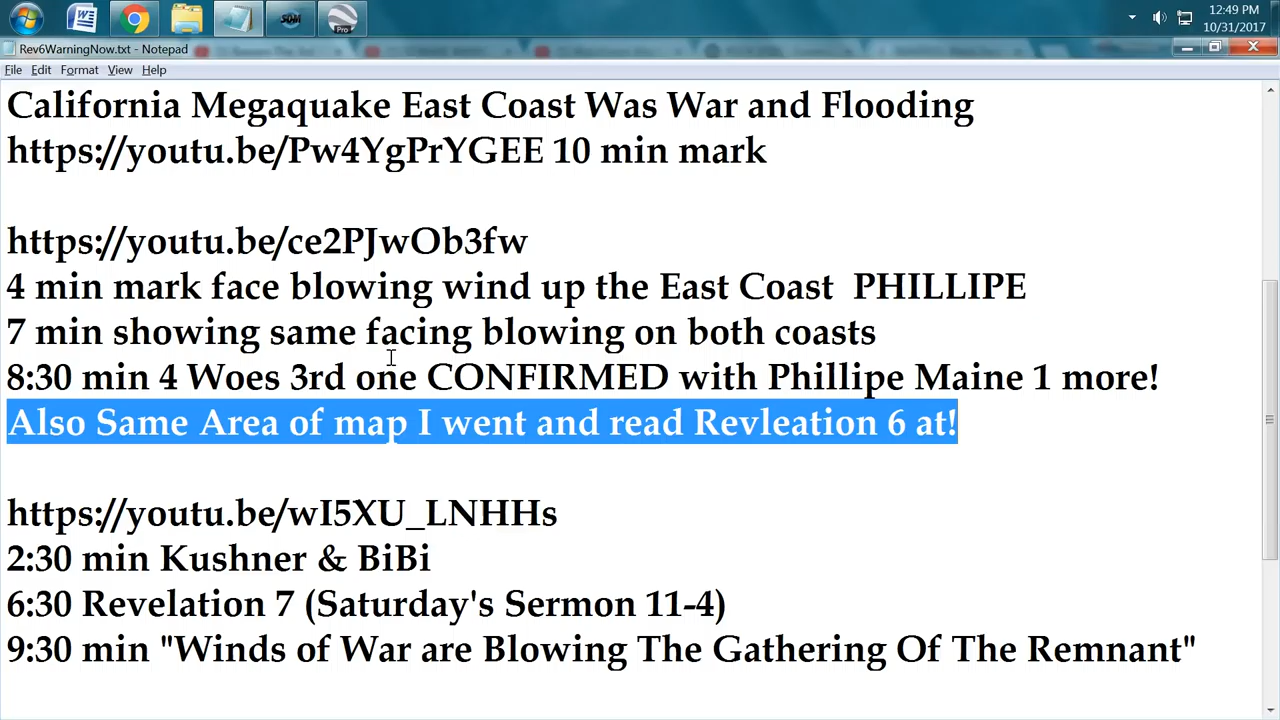 12:49 PM
10/31/2017
Pro
Rev6WarningNow.txt - Notepad
File Edit Format View Help
California Megaquake East Coast Was War and Flooding
https://youtu.be/Pw4YgPrYGEE 10 min mark
https://youtu.be/ce2PJwOb3fw
4 min mark face blowing wind up the East Coast  PHILLIPE
7 min showing same facing blowing on both coasts
8:30 min 4 Woes 3rd one CONFIRMED with Phillipe Maine 1 more!
Also Same Area of map I went and read Revleation 6 at!
https://youtu.be/wI5XU_LNHHs
2:30 min Kushner & BiBi
6:30 Revelation 7 (Saturday's Sermon 11-4)
9:30 min "Winds of War are Blowing The Gathering Of The Remnant"